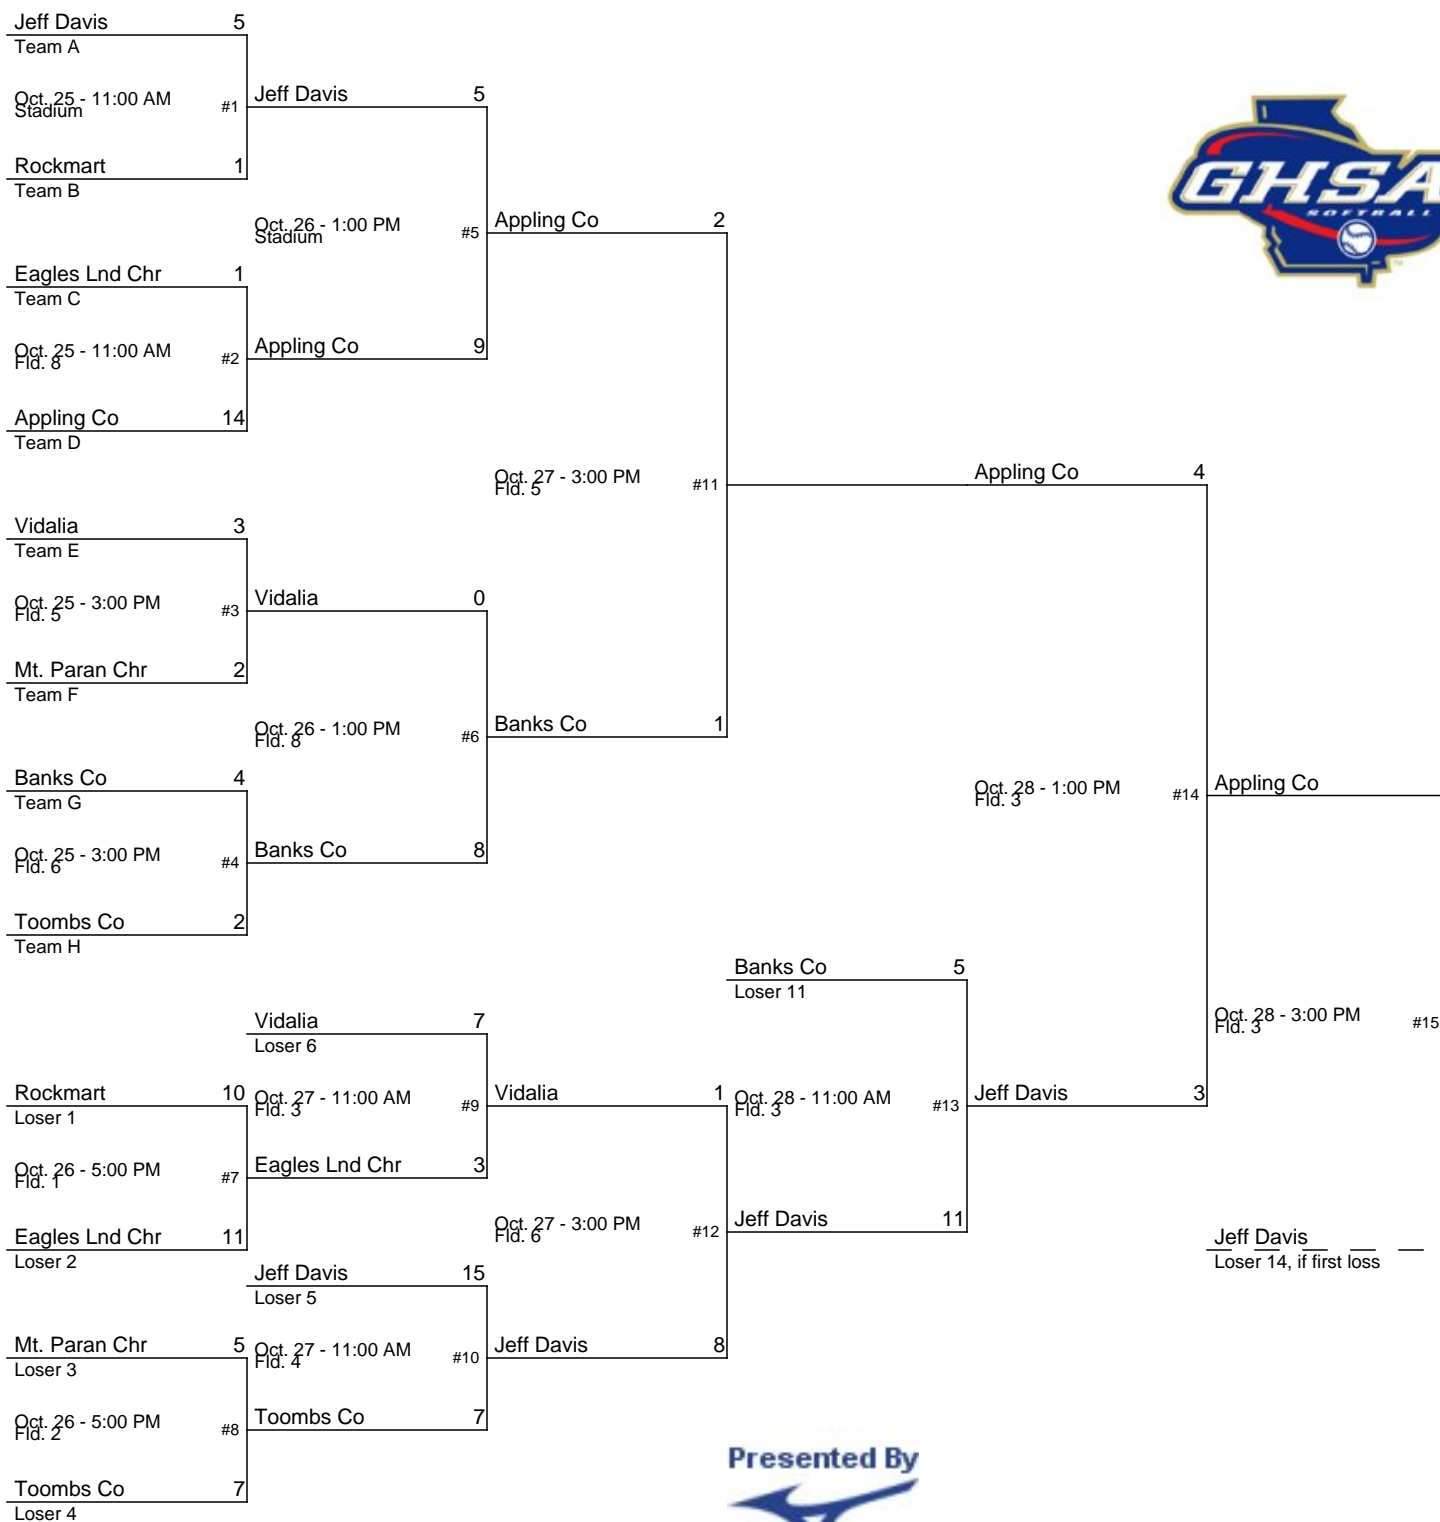 Jeff Davis 5
Team A
Oct. 25 - 11:00 AM
Stadium
#1
Jeff Davis 5
Rockmart 1
Team B
Oct. 26 - 1:00 PM
Stadium
#5
Appling Co 2
Eagles Lnd Chr 1
Team C
Oct. 25 - 11:00 AM
Fld. 8
#2
Appling Co 9
Appling Co 14
Team D
Oct. 27 - 3:00 PM
Fld. 5
#11
Appling Co 4
Vidalia 3
Team E
Oct. 25 - 3:00 PM
Fld. 5
#3
Vidalia 0
Mt. Paran Chr 2
Team F
Oct. 26 - 1:00 PM
Fld. 8
#6
Banks Co 1
Banks Co 4
Team G
Oct. 25 - 3:00 PM
Fld. 6
#4
Banks Co 8
Toombs Co 2
Team H
Oct. 28 - 1:00 PM
Fld. 3
#14
Appling Co
GHSA
SOFTBALL
TM
Banks Co 5
Loser 11
Vidalia 7
Loser 6
Oct. 28 - 3:00 PM
Fld. 3
#15
Rockmart 10
Loser 1
Oct. 27 - 11:00 AM
Fld. 3
#9
Vidalia 1
Oct. 28 - 11:00 AM
Fld. 3
#13
Jeff Davis 3
Oct. 26 - 5:00 PM
Fld. 1
#7
Eagles Lnd Chr 3
Eagles Lnd Chr 11
Loser 2
Oct. 27 - 3:00 PM
Fld. 6
#12
Jeff Davis 11
Jeff Davis
Loser 14, if first loss
Jeff Davis 15
Loser 5
Mt. Paran Chr 5
Loser 3
Oct. 27 - 11:00 AM
Fld. 4
#10
Jeff Davis 8
Oct. 26 - 5:00 PM
Fld. 2
#8
Toombs Co 7
Toombs Co 7
Loser 4
Presented By